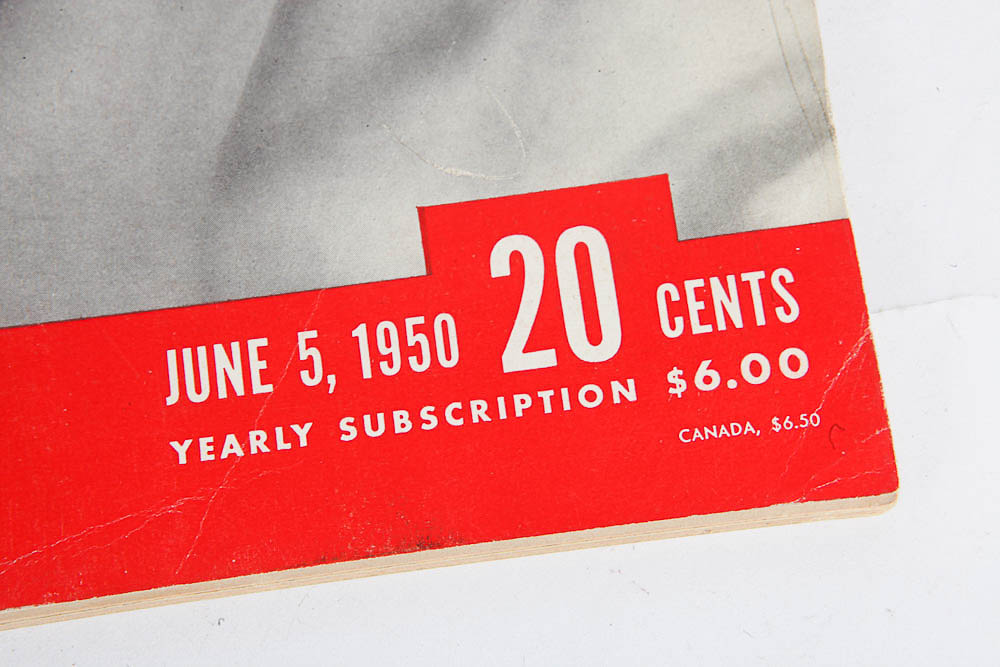 JUNE 5, 1950 20 CENTS
YEARLY SUBSCRIPTION $6.00
CANADA, $6.50